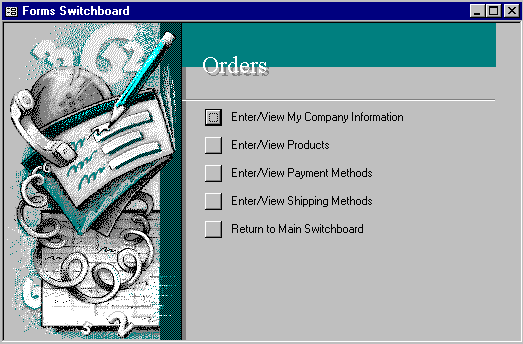 Forms Switchboard
Orders
Enter/View My Company Information
Enter/View Products
Enter/View Payment Methods
Enter/View Shipping Methods
Return to Main Switchboard